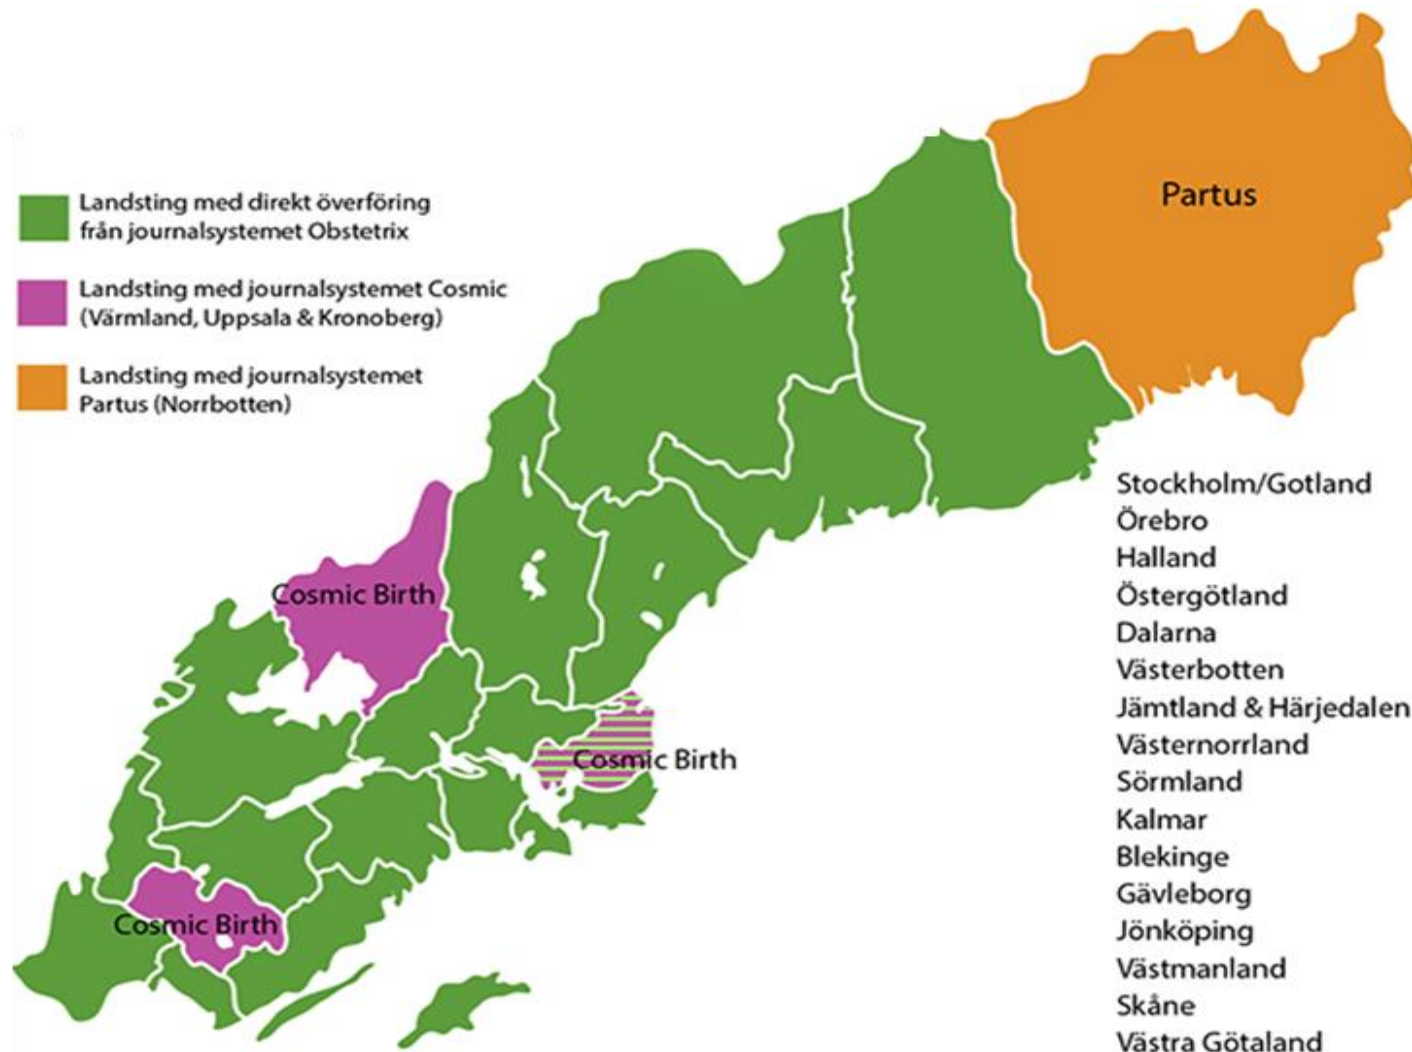 Landsting med direkt överföring
från journalsystemet Obstetrix
Landsting med journalsystemet Cosmic
(Värmland, Uppsala & Kronoberg)
Landsting med journalsystemet
Partus (Norrbotten)
Partus
Cosmic Birth
Cosmic Birth
Cosmic Birth
Stockholm/Gotland
Örebro
Halland
Östergötland
Dalarna
Västerbotten
Jämtland & Härjedalen
Västernorrland
Sörmland
Kalmar
Blekinge
Gävleborg
Jönköping
Västmanland
Skåne
Västra Götaland